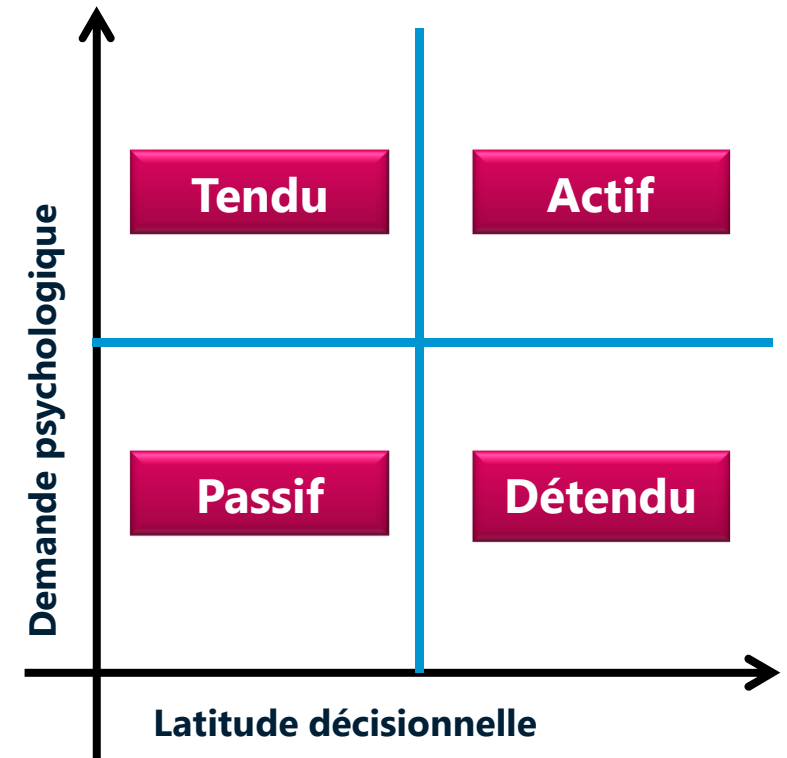 Tendu
Actif
Demande psychologique
Passif
Détendu
Latitude décisionnelle